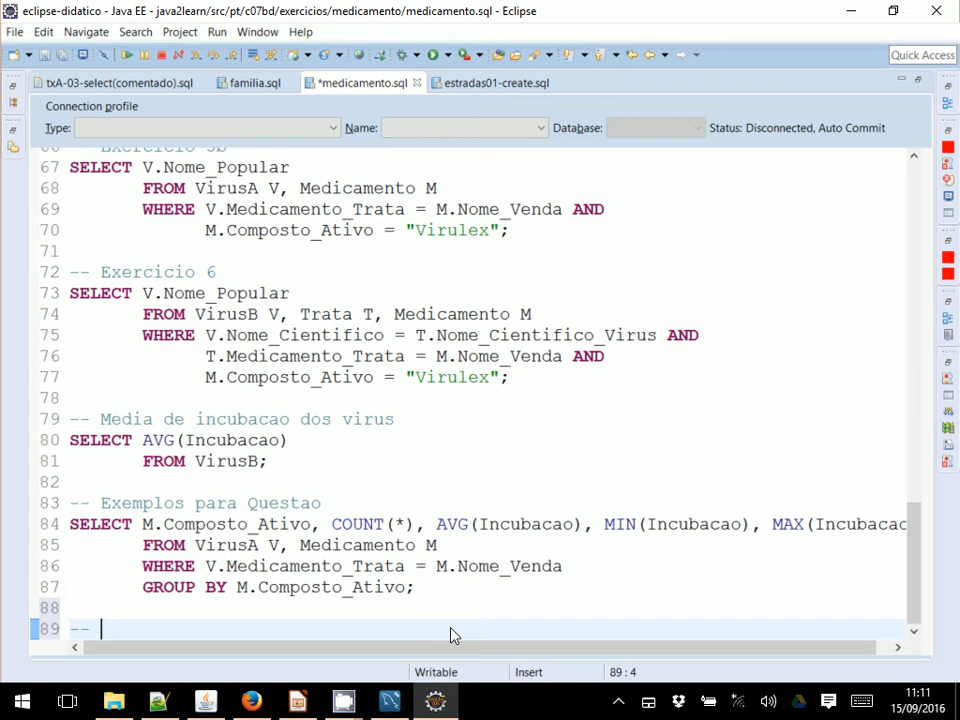 eclipse-didatico - Java EE - java2learn/src/pt/c07bd/exercicios/medicamento/medicamento.sql - Eclipse
File Edit Navigate Search Project Run Window Help
Quick Access
txA-03-select(comentado).sql familia.sql *medicamento.sql estradas01-create.sql
Connection profile
Type: Name: Database: Status: Disconnected, Auto Commit
67 SELECT V.Nome_Popular
68 FROM VirusA V, Medicamento M
69 WHERE V.Medicamento_Trata = M.Nome_Venda AND
70 M.Composto_Ativo = "Virulex";
71
72 -- Exercicio 6
73 SELECT V.Nome_Popular
74 FROM VirusB V, Trata T, Medicamento M
75 WHERE V.Nome_Cientifico = T.Nome_Cientifico_Virus AND
76 T.Medicamento_Trata = M.Nome_Venda AND
77 M.Composto_Ativo = "Virulex";
78
79 -- Media de incubacao dos virus
80 SELECT AVG(Incubacao)
81 FROM VirusB;
82
83 -- Exemplos para Questao
84 SELECT M.Composto_Ativo, COUNT(*), AVG(Incubacao), MIN(Incubacao), MAX(Incubacao
85 FROM VirusA V, Medicamento M
86 WHERE V.Medicamento_Trata = M.Nome_Venda
87 GROUP BY M.Composto_Ativo;
88
89 --
Writable Insert 89 : 4
11:11
15/09/2016